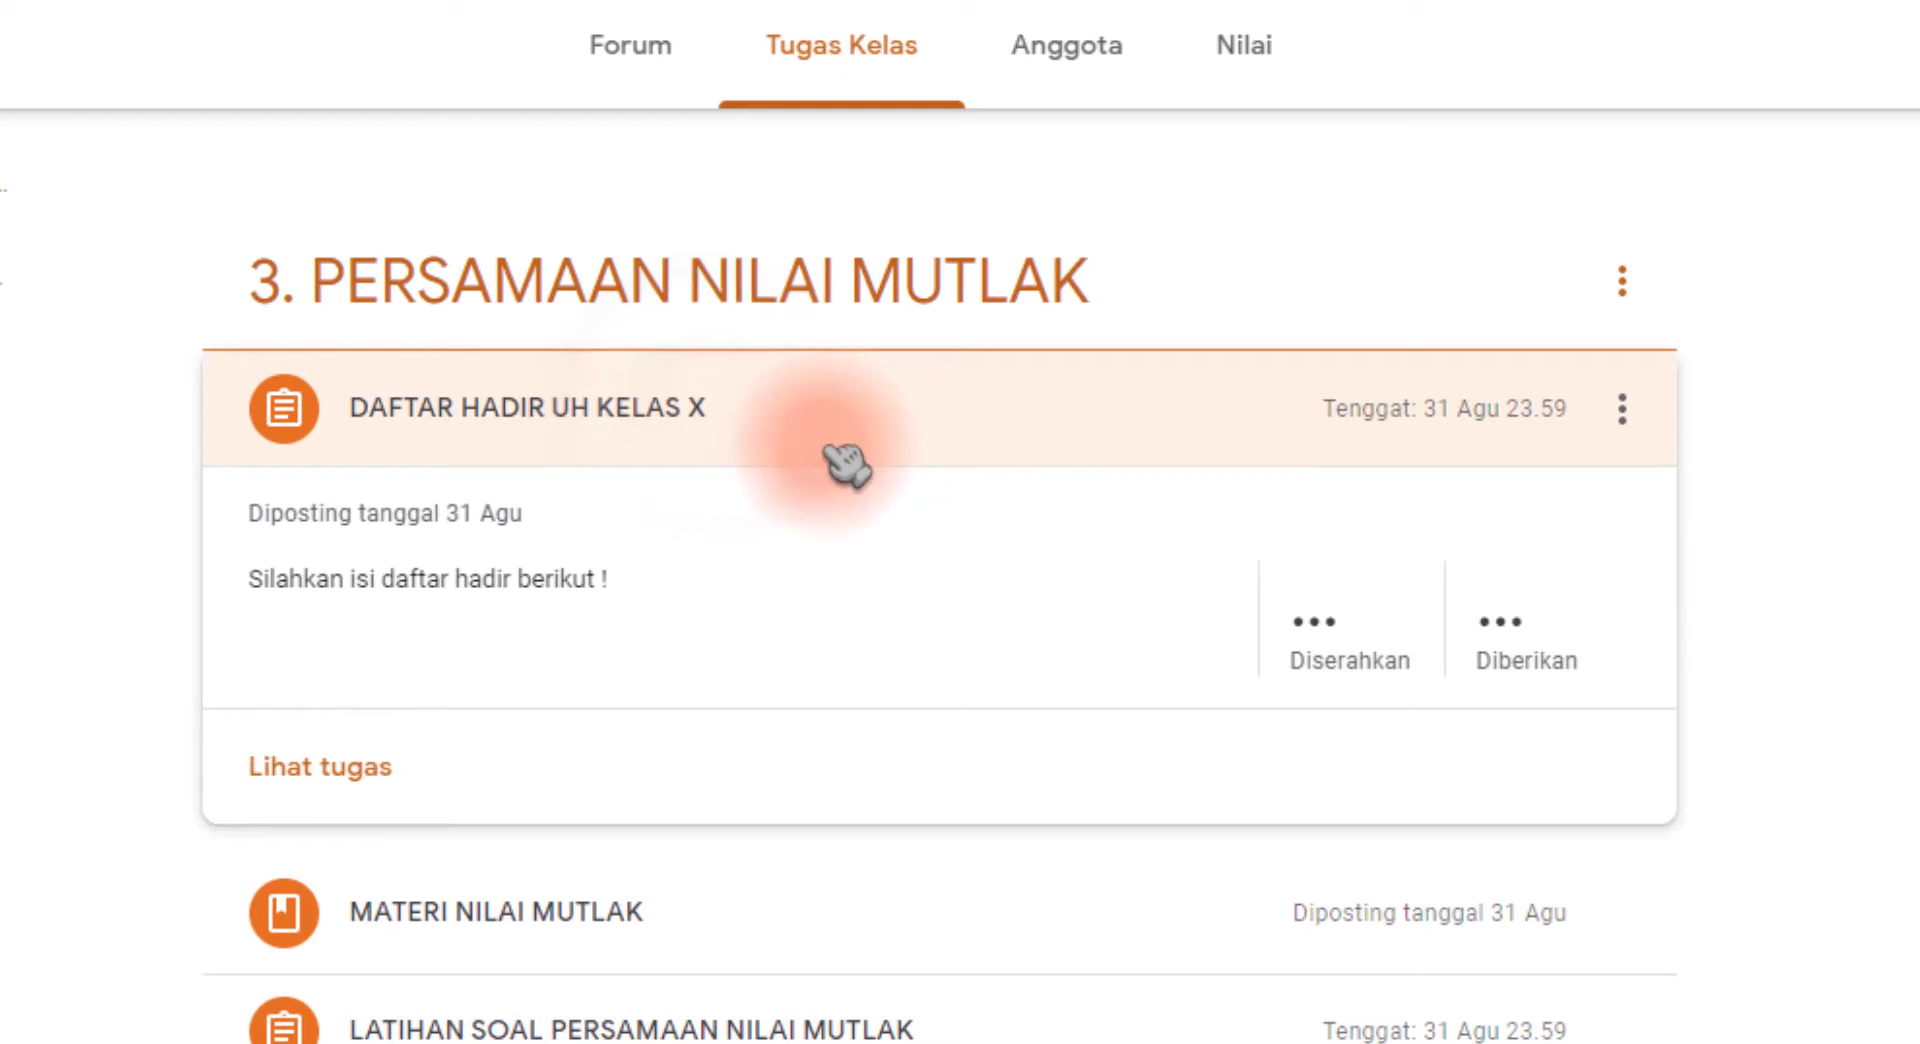 Forum Tugas Kelas Anggota Nilai
3. PERSAMAAN NILAI MUTLAK
DAFTAR HADIR UH KELAS X Tenggat: 31 Agu 23.59
Diposting tanggal 31 Agu
Silahkan isi daftar hadir berikut !
Diserahkan Diberikan
Lihat tugas
MATERI NILAI MUTLAK Diposting tanggal 31 Agu
LATIHAN SOAL PERSAMAAN NILAI MUTLAK Tenggat: 31 Agu 23.59